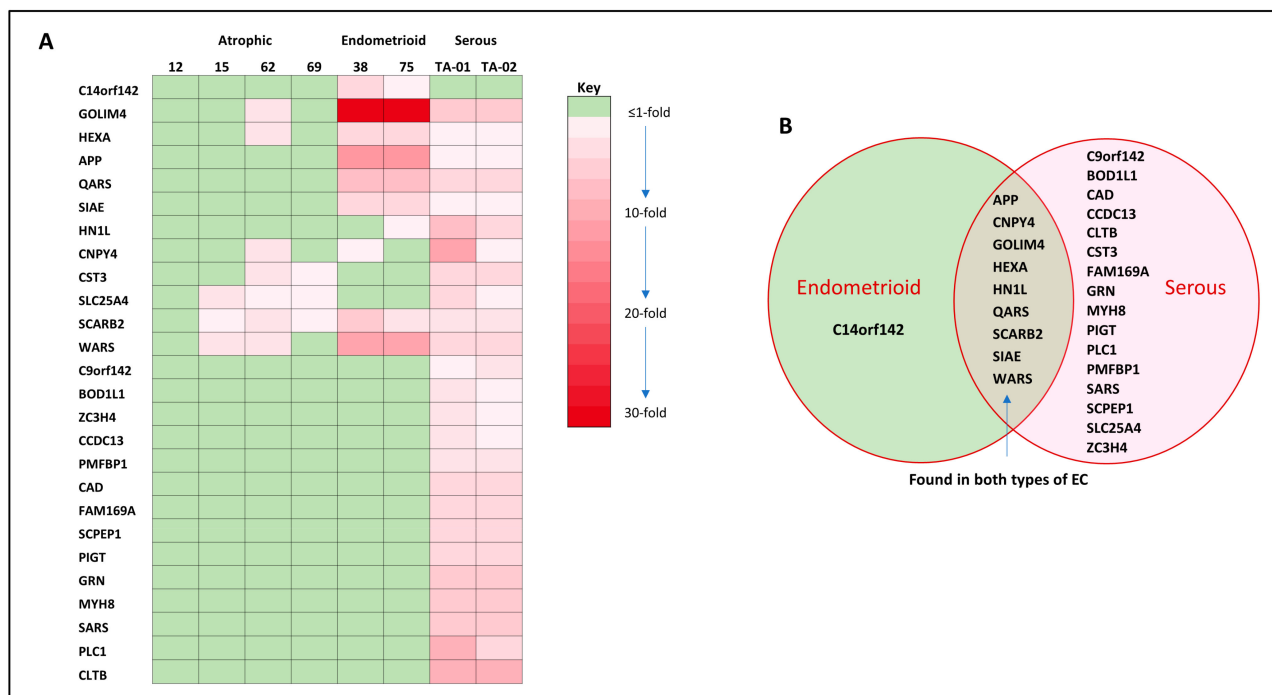 A
Atrophic Endometrioid Serous
12 15 62 69 38 75 TA-01 TA-02
C14orf142
GOLIM4
HEXA
APP
QARS
SIAE
HN1L
CNPY4
CST3
SLC25A4
SCARB2
WARS
C9orf142
BOD1L1
ZC3H4
CCDC13
PMFBP1
CAD
FAM169A
SCPEP1
PIGT
GRN
MYH8
SARS
PLC1
CLTB
Key
≤1-fold
10-fold
20-fold
30-fold
B
Endometrioid
C14orf142
APP
CNPY4
GOLIM4
HEXA
HN1L
QARS
SCARB2
SIAE
WARS
C9orf142
BOD1L1
CAD
CCDC13
CLTB
CST3
FAM169A
GRN
MYH8
PIGT
PLC1
PMFBP1
SARS
SCPEP1
SLC25A4
ZC3H4
Serous
Found in both types of EC